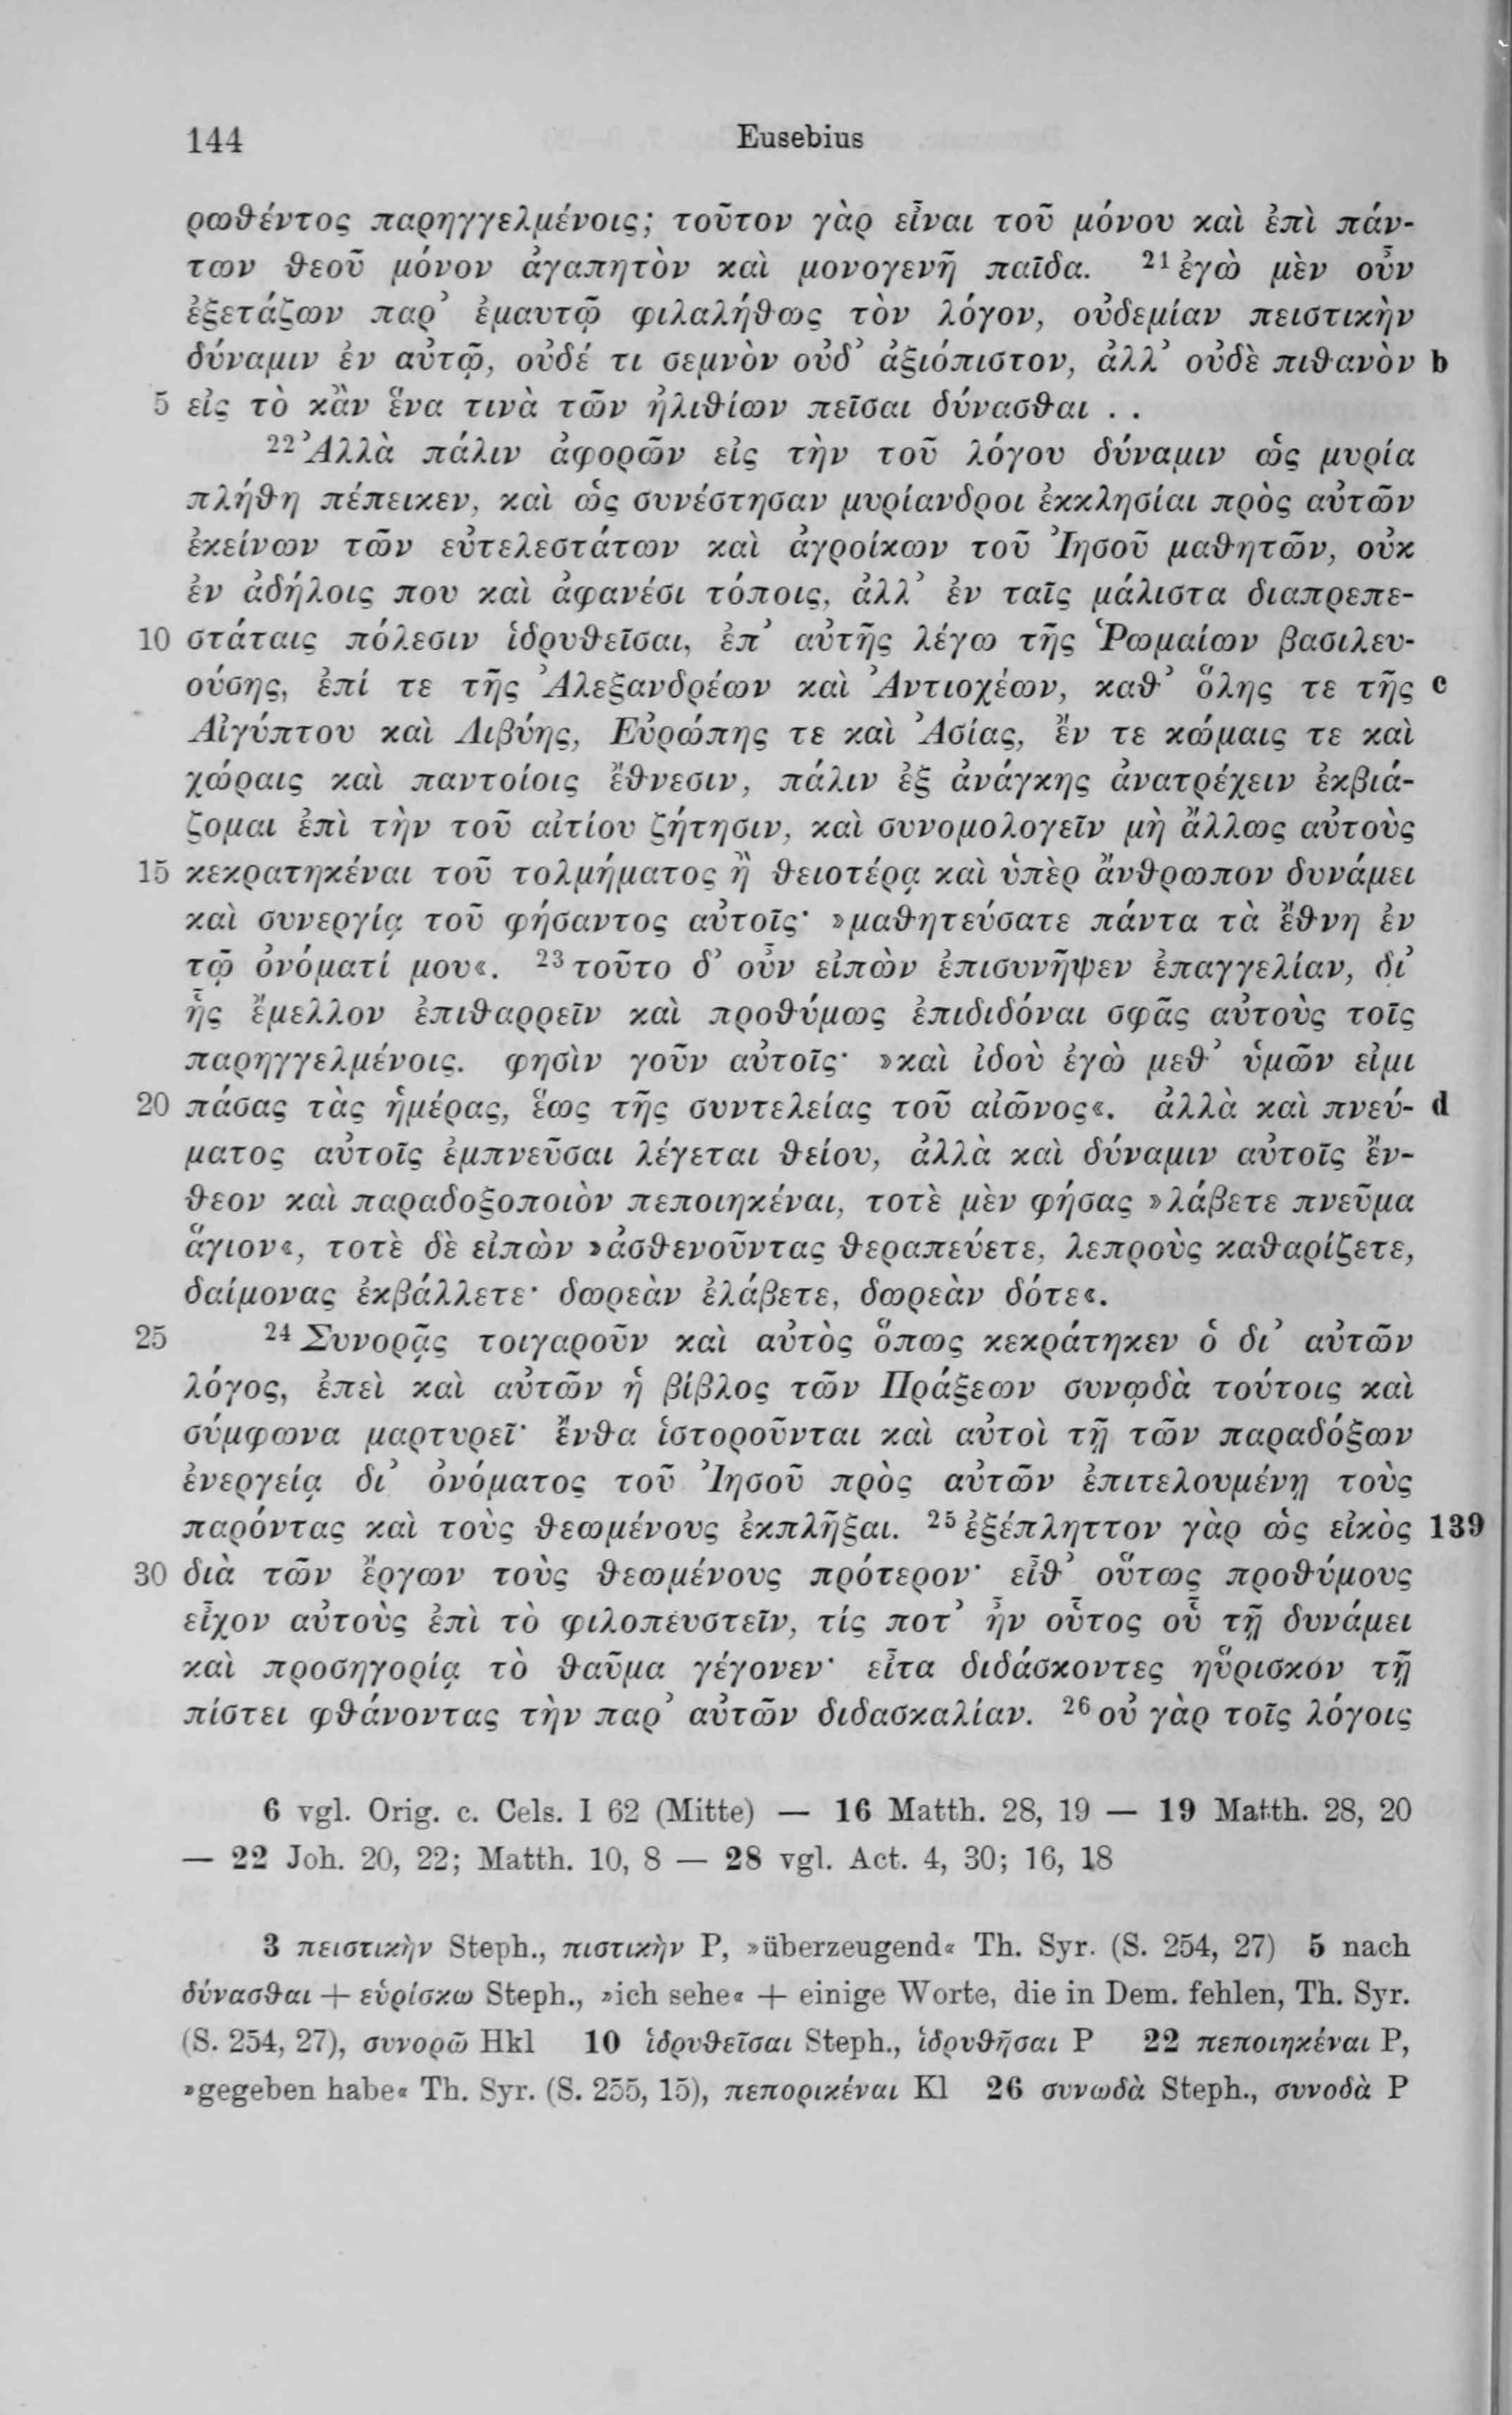 144 Eusebius
ρωθέντος παρηγγελμένοις; τοῦτον γὰρ εἶναι τοῦ μόνου καὶ ἐπὶ πάν-
των θεοῦ μόνον ἀγαπητὸν καὶ μονογενῆ παῖδα. ²¹ ἐγὼ μὲν οὖν
ἐξετάζων παρ’ ἐμαυτῷ φιλαλήθως τὸν λόγον, οὐδεμίαν πειστικὴν
δύναμιν ἐν αὐτῷ, οὐδέ τι σεμνὸν οὐδ’ ἀξιόπιστον, ἀλλ’ οὐδὲ πιθανὸν b
5 εἰς τὸ κἂν ἕνα τινὰ τῶν ἠλιθίων πεῖσαι δύνασθαι . .
²² Ἀλλὰ πάλιν ἀφορῶν εἰς τὴν τοῦ λόγου δύναμιν ὡς μυρία
πλήθη πέπεικεν, καὶ ὡς συνέστησαν μυρίανδροι ἐκκλησίαι πρὸς αὐτῶν
ἐκείνων τῶν εὐτελεστάτων καὶ ἀγροίκων τοῦ Ἰησοῦ μαθητῶν, οὐκ
ἐν ἀδήλοις που καὶ ἀφανέσι τόποις, ἀλλ’ ἐν ταῖς μάλιστα διαπρεπε-
10 στάταις πόλεσιν ἱδρυθεῖσαι, ἐπ’ αὐτῆς λέγω τῆς Ῥωμαίων βασιλευ-
ούσης, ἐπί τε τῆς Ἀλεξανδρέων καὶ Ἀντιοχέων, καθ’ ὅλης τε τῆς c
Αἰγύπτου καὶ Λιβύης, Εὐρώπης τε καὶ Ἀσίας, ἔν τε κώμαις τε καὶ
χώραις καὶ παντοίοις ἔθνεσιν, πάλιν ἐξ ἀνάγκης ἀνατρέχειν ἐκβιά-
ζομαι ἐπὶ τὴν τοῦ αἰτίου ζήτησιν, καὶ συνομολογεῖν μὴ ἄλλως αὐτοὺς
15 κεκρατηκέναι τοῦ τολμήματος ἢ θειοτέρᾳ καὶ ὑπὲρ ἄνθρωπον δυνάμει
καὶ συνεργίᾳ τοῦ φήσαντος αὐτοῖς· »μαθητεύσατε πάντα τὰ ἔθνη ἐν
τῷ ὀνόματί μου«. ²³ τοῦτο δ’ οὖν εἰπὼν ἐπισυνῆψεν ἐπαγγελίαν, δι’
ἧς ἔμελλον ἐπιθαρρεῖν καὶ προθύμως ἐπιδιδόναι σφᾶς αὐτοὺς τοῖς
παρηγγελμένοις. φησὶν γοῦν αὐτοῖς· »καὶ ἰδοὺ ἐγὼ μεθ’ ὑμῶν εἰμι
20 πάσας τὰς ἡμέρας, ἕως τῆς συντελείας τοῦ αἰῶνος«. ἀλλὰ καὶ πνεύ- d
ματος αὐτοῖς ἐμπνεῦσαι λέγεται θείου, ἀλλὰ καὶ δύναμιν αὐτοῖς ἔν-
θεον καὶ παραδοξοποιὸν πεποιηκέναι, τοτὲ μὲν φήσας »λάβετε πνεῦμα
ἅγιον«, τοτὲ δὲ εἰπὼν »ἀσθενοῦντας θεραπεύετε, λεπροὺς καθαρίζετε,
δαίμονας ἐκβάλλετε· δωρεὰν ἐλάβετε, δωρεὰν δότε«.
25 ²⁴ Συνορᾷς τοιγαροῦν καὶ αὐτὸς ὅπως κεκράτηκεν ὁ δι’ αὐτῶν
λόγος, ἐπεὶ καὶ αὐτῶν ἡ βίβλος τῶν Πράξεων συνῳδὰ τούτοις καὶ
σύμφωνα μαρτυρεῖ· ἔνθα ἱστοροῦνται καὶ αὐτοὶ τῇ τῶν παραδόξων
ἐνεργείᾳ δι’ ὀνόματος τοῦ Ἰησοῦ πρὸς αὐτῶν ἐπιτελουμένῃ τοὺς
παρόντας καὶ τοὺς θεωμένους ἐκπλῆξαι. ²⁵ ἐξέπληττον γὰρ ὡς εἰκὸς 139
30 διὰ τῶν ἔργων τοὺς θεωμένους πρότερον· εἶθ’ οὕτως προθύμους
εἶχον αὐτοὺς ἐπὶ τὸ φιλοπευστεῖν, τίς ποτ’ ἦν οὗτος οὗ τῇ δυνάμει
καὶ προσηγορίᾳ τὸ θαῦμα γέγονεν· εἶτα διδάσκοντες ηὕρισκον τῇ
πίστει φθάνοντας τὴν παρ’ αὐτῶν διδασκαλίαν. ²⁶ οὐ γὰρ τοῖς λόγοις
6 vgl. Orig. c. Cels. I 62 (Mitte) — 16 Matth. 28, 19 — 19 Matth. 28, 20
— 22 Joh. 20, 22; Matth. 10, 8 — 28 vgl. Act. 4, 30; 16, 18
3 πειστικὴν Steph., πιστικὴν P, »überzeugend« Th. Syr. (S. 254, 27) 5 nach
δύνασθαι + εὑρίσκω Steph., »ich sehe« + einige Worte, die in Dem. fehlen, Th. Syr.
(S. 254, 27), συνορῶ Hkl 10 ἱδρυθεῖσαι Steph., ἱδρυθῆσαι P 22 πεποιηκέναι P,
»gegeben habe« Th. Syr. (S. 255, 15), πεπορικέναι Kl 26 συνωδὰ Steph., συνοδὰ P